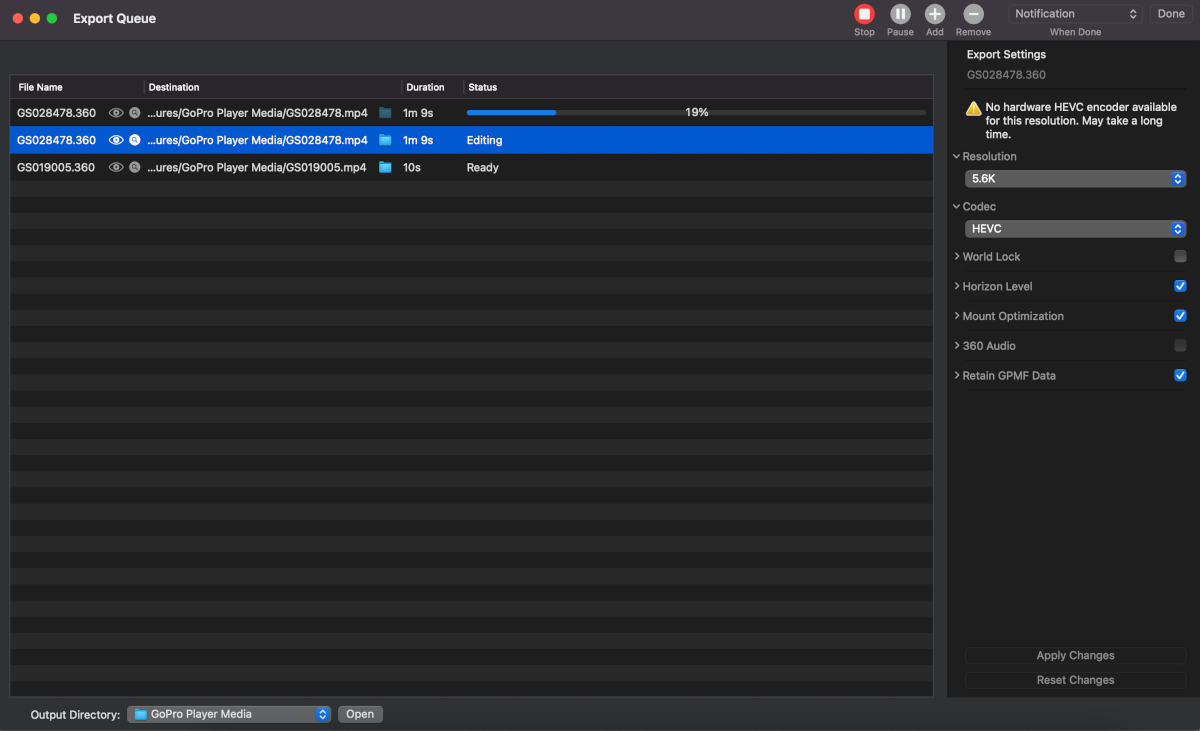 Export Queue
Stop Pause Add Remove
Notification
When Done
Done
File Name Destination Duration Status
GS028478.360 ...ures/GoPro Player Media/GS028478.mp4 1m 9s 19%
GS028478.360 ...ures/GoPro Player Media/GS028478.mp4 1m 9s Editing
GS019005.360 ...ures/GoPro Player Media/GS019005.mp4 10s Ready
Export Settings
GS028478.360
No hardware HEVC encoder available
for this resolution. May take a long
time.
Resolution
5.6K
Codec
HEVC
World Lock
Horizon Level
Mount Optimization
360 Audio
Retain GPMF Data
Apply Changes
Reset Changes
Output Directory: GoPro Player Media Open